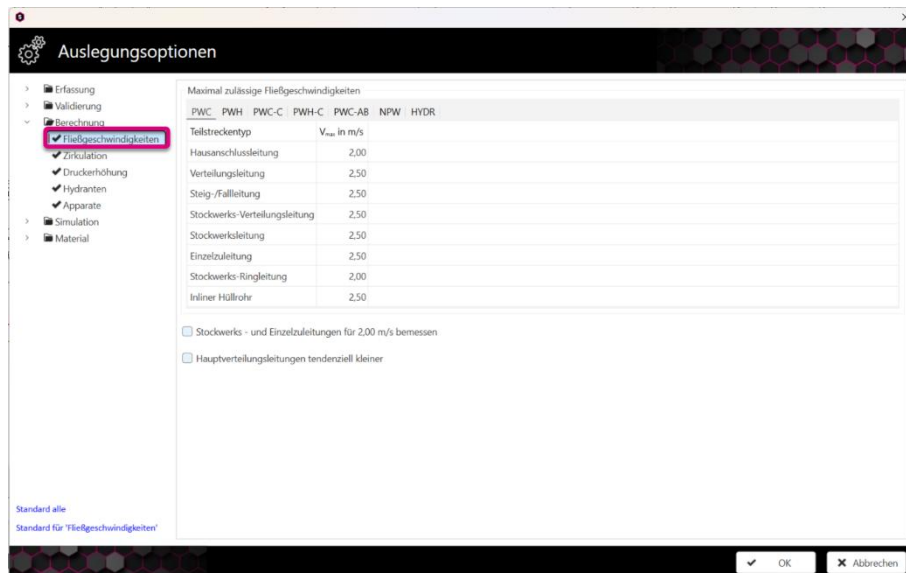 Auslegungsoptionen
Erfassung
Validierung
Berechnung
Fließgeschwindigkeiten
Zirkulation
Druckerhöhung
Hydranten
Apparate
Simulation
Material
Standard alle
Standard für 'Fließgeschwindigkeiten'
Maximal zulässige Fließgeschwindigkeiten
PWC PWH PWC-C PWH-C PWC-AB NPW HYDR
Teilstreckentyp Vmax in m/s
Hausanschlussleitung 2,00
Verteilungsleitung 2,50
Steig-/Fallleitung 2,50
Stockwerks-Verteilungsleitung 2,50
Stockwerksleitung 2,50
Einzelzuleitung 2,50
Stockwerks-Ringleitung 2,00
Inliner Hüllrohr 2,50
Stockwerks - und Einzelzuleitungen für 2,00 m/s bemessen
Hauptverteilungsleitungen tendenziell kleiner
OK Abbrechen